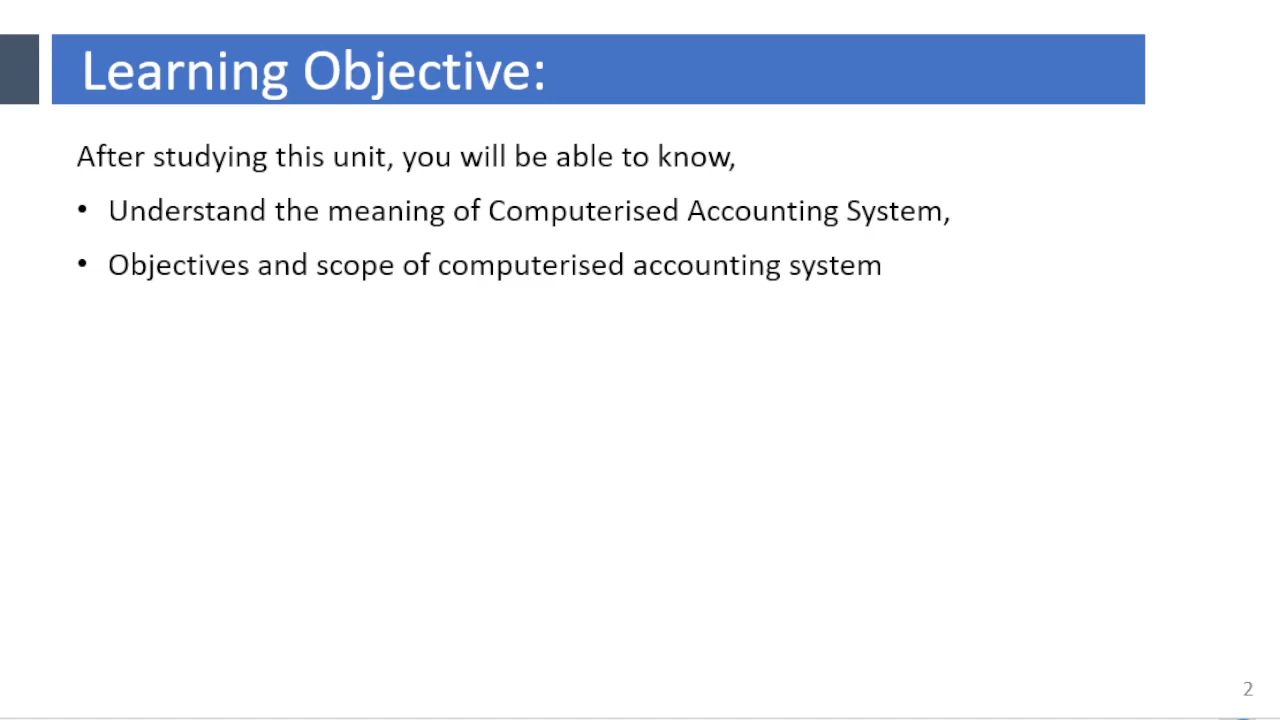 Learning Objective:
After studying this unit, you will be able to know,
• Understand the meaning of Computerised Accounting System,
• Objectives and scope of computerised accounting system
2